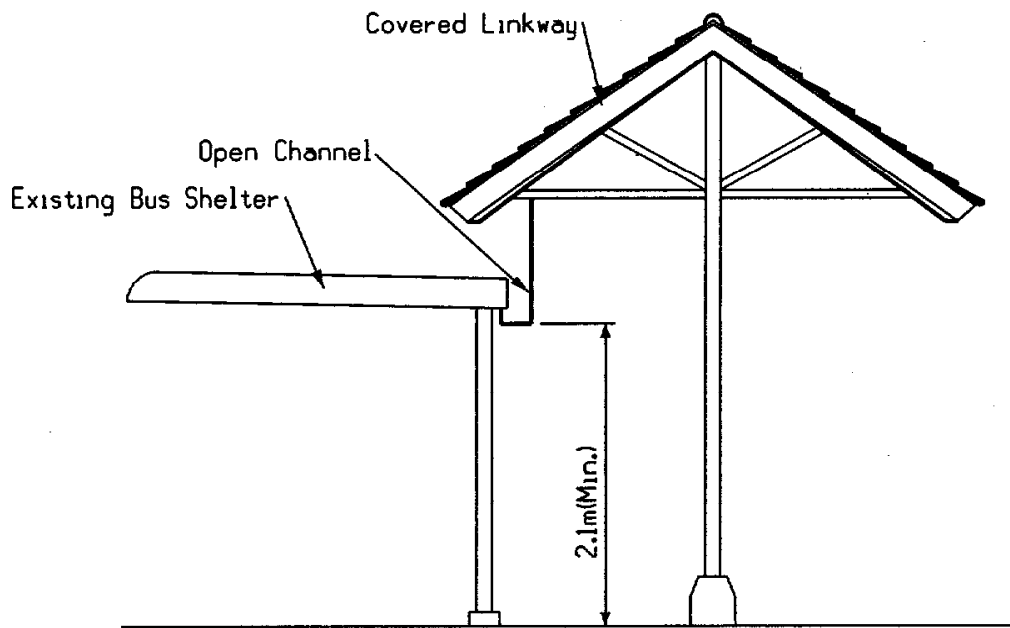 Covered Linkway
Open Channel
Existing Bus Shelter
2.1m(Min.)